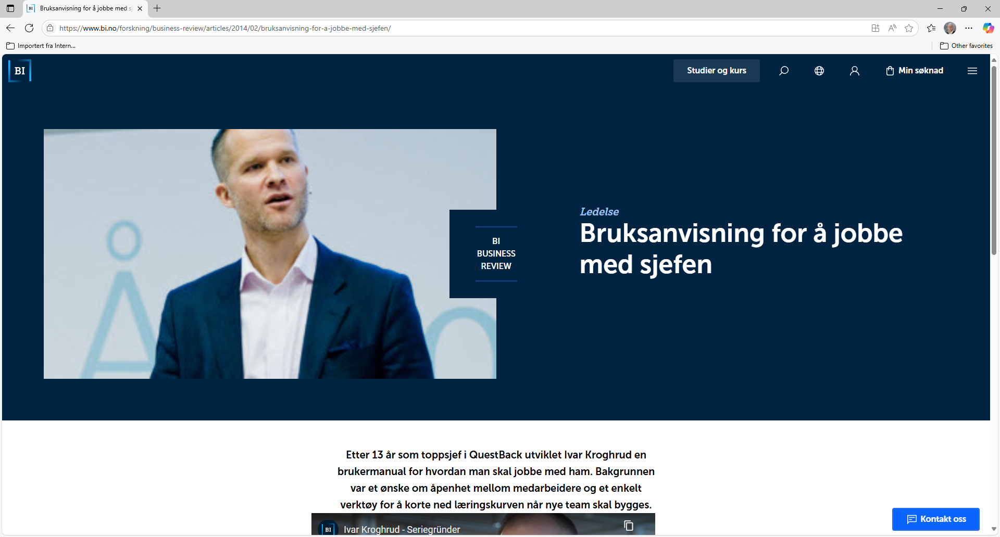 Bruksanvisning for å jobbe med s
https://www.bi.no/forskning/business-review/articles/2014/02/bruksanvisning-for-a-jobbe-med-sjefen/
Importert fra Intern...
Other favorites
BI
Studier og kurs
Min søknad
Å
BI
BUSINESS
REVIEW
Ledelse
Bruksanvisning for å jobbe
med sjefen
Etter 13 år som toppsjef i QuestBack utviklet Ivar Kroghrud en
brukermanual for hvordan man skal jobbe med ham. Bakgrunnen
var et ønske om åpenhet mellom medarbeidere og et enkelt
verktøy for å korte ned læringskurven når nye team skal bygges.
BI
Ivar Kroghrud - Seriegründer
Kontakt oss